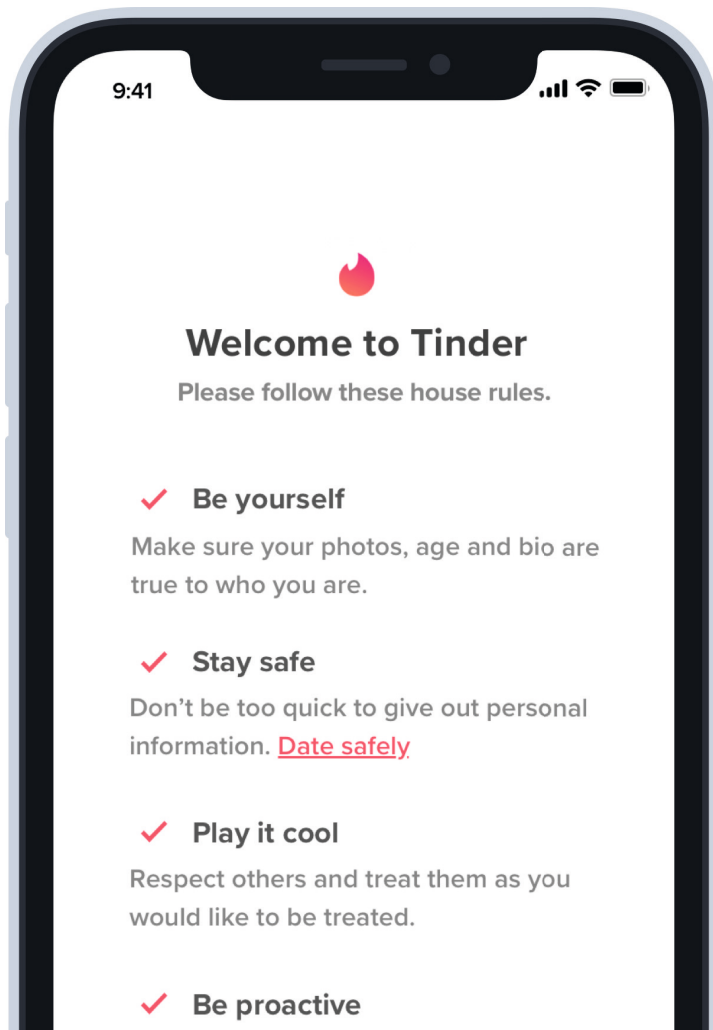 9:41
Welcome to Tinder
Please follow these house rules.
Be yourself
Make sure your photos, age and bio are
true to who you are.
Stay safe
Don’t be too quick to give out personal
information. Date safely
Play it cool
Respect others and treat them as you
would like to be treated.
Be proactive